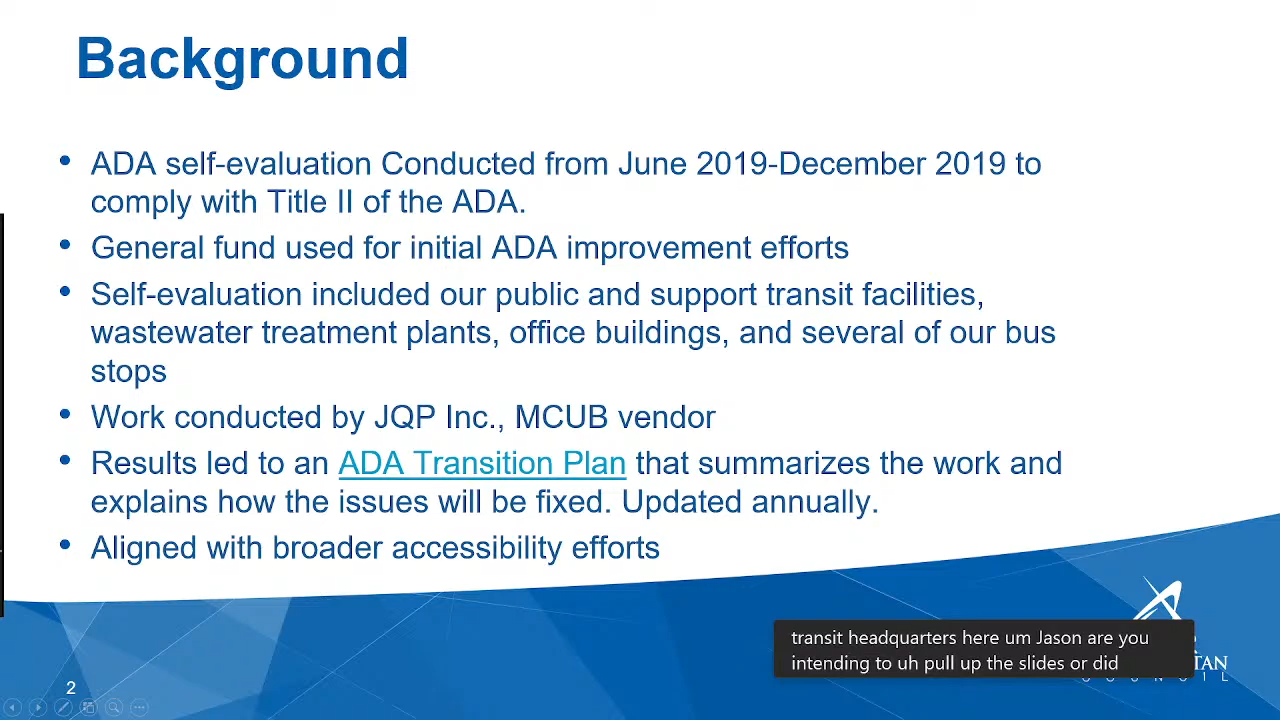 Background
• ADA self-evaluation Conducted from June 2019-December 2019 to
comply with Title II of the ADA.
• General fund used for initial ADA improvement efforts
• Self-evaluation included our public and support transit facilities,
wastewater treatment plants, office buildings, and several of our bus
stops
• Work conducted by JQP Inc., MCUB vendor
• Results led to an ADA Transition Plan that summarizes the work and
explains how the issues will be fixed. Updated annually.
• Aligned with broader accessibility efforts
transit headquarters here um Jason are you
intending to uh pull up the slides or did
TAN
2